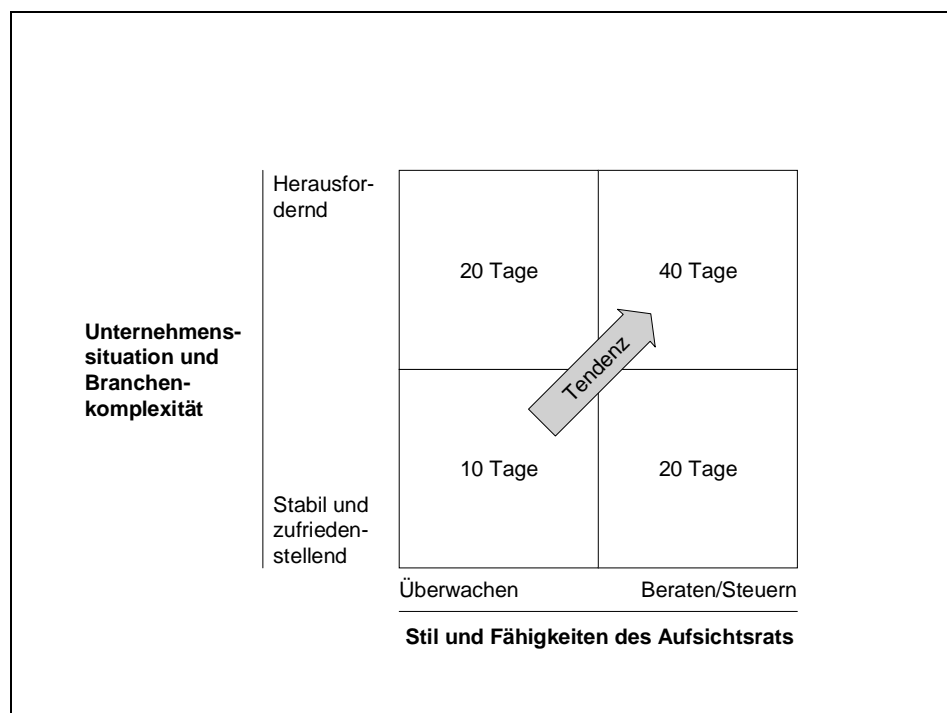 Herausfor-
dernd
20 Tage
40 Tage
Unternehmens-
situation und
Branchen-
komplexität
Tendenz
10 Tage
20 Tage
Stabil und
zufrieden-
stellend
Überwachen
Beraten/Steuern
Stil und Fähigkeiten des Aufsichtsrats